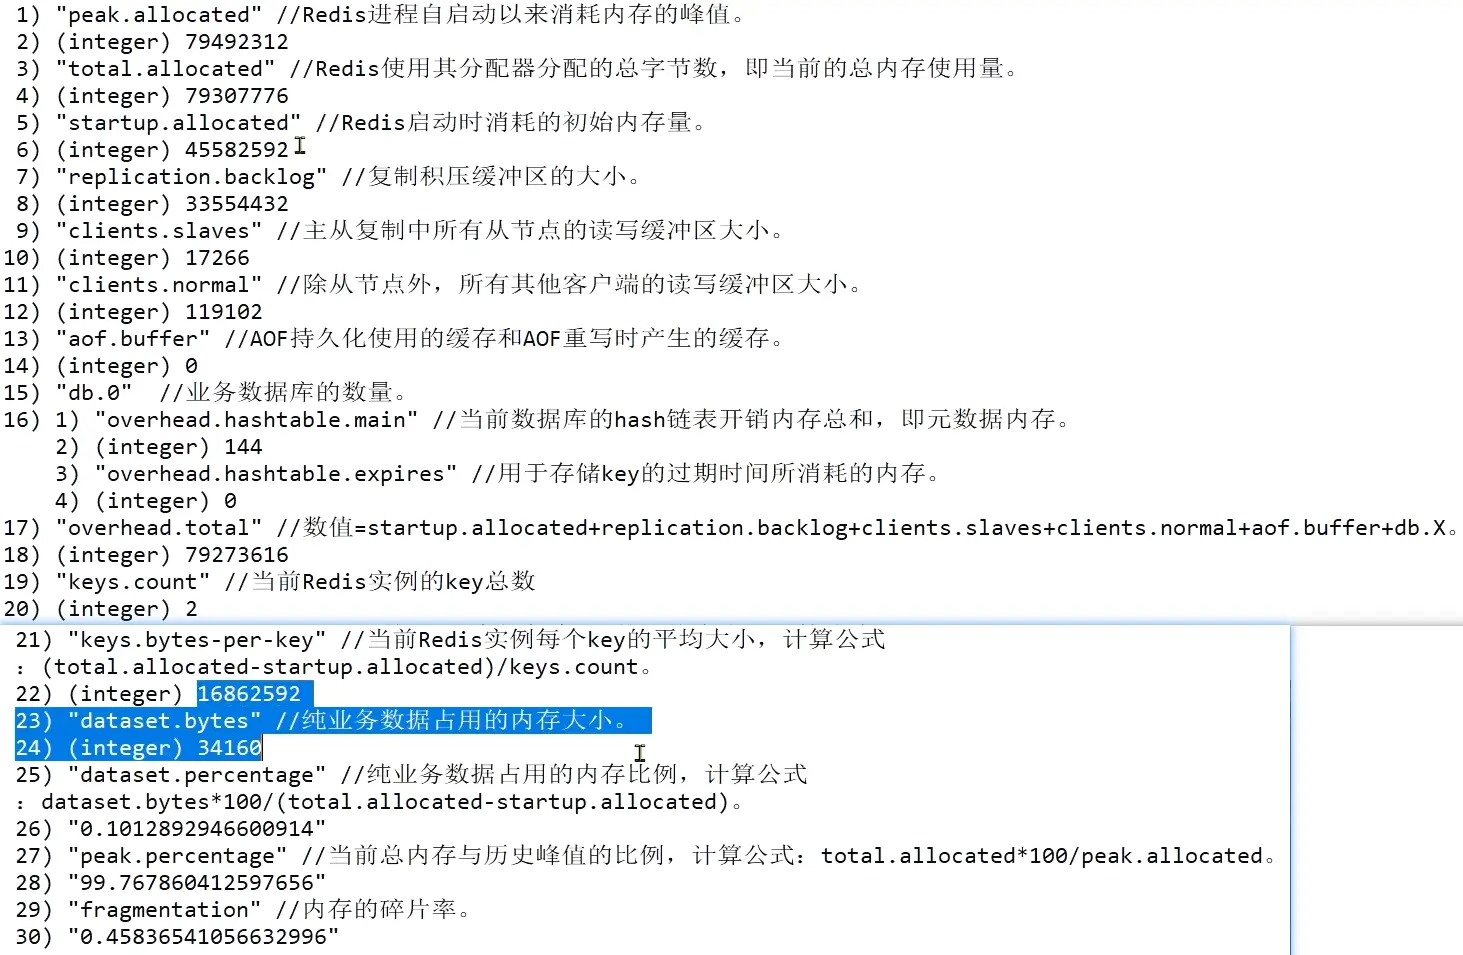 1) "peak.allocated" //Redis进程自启动以来消耗内存的峰值。
2) (integer) 79492312
3) "total.allocated" //Redis使用其分配器分配的总字节数，即当前的总内存使用量。
4) (integer) 79307776
5) "startup.allocated" //Redis启动时消耗的初始内存量。
6) (integer) 45582592
7) "replication.backlog" //复制积压缓冲区的大小。
8) (integer) 33554432
9) "clients.slaves" //主从复制中所有从节点的读写缓冲区大小。
10) (integer) 17266
11) "clients.normal" //除从节点外，所有其他客户端的读写缓冲区大小。
12) (integer) 119102
13) "aof.buffer" //AOF持久化使用的缓存和AOF重写时产生的缓存。
14) (integer) 0
15) "db.0"  //业务数据库的数量。
16) 1) "overhead.hashtable.main" //当前数据库的hash链表开销内存总和，即元数据内存。
2) (integer) 144
3) "overhead.hashtable.expires" //用于存储key的过期时间所消耗的内存。
4) (integer) 0
17) "overhead.total" //数值=startup.allocated+replication.backlog+clients.slaves+clients.normal+aof.buffer+db.X。
18) (integer) 79273616
19) "keys.count" //当前Redis实例的key总数
20) (integer) 2
21) "keys.bytes-per-key" //当前Redis实例每个key的平均大小，计算公式
：(total.allocated-startup.allocated)/keys.count。
22) (integer) 16862592
23) "dataset.bytes" //纯业务数据占用的内存大小。
24) (integer) 34160
25) "dataset.percentage" //纯业务数据占用的内存比例，计算公式
：dataset.bytes*100/(total.allocated-startup.allocated)。
26) "0.1012892946600914"
27) "peak.percentage" //当前总内存与历史峰值的比例，计算公式：total.allocated*100/peak.allocated。
28) "99.767860412597656"
29) "fragmentation" //内存的碎片率。
30) "0.45836541056632996"